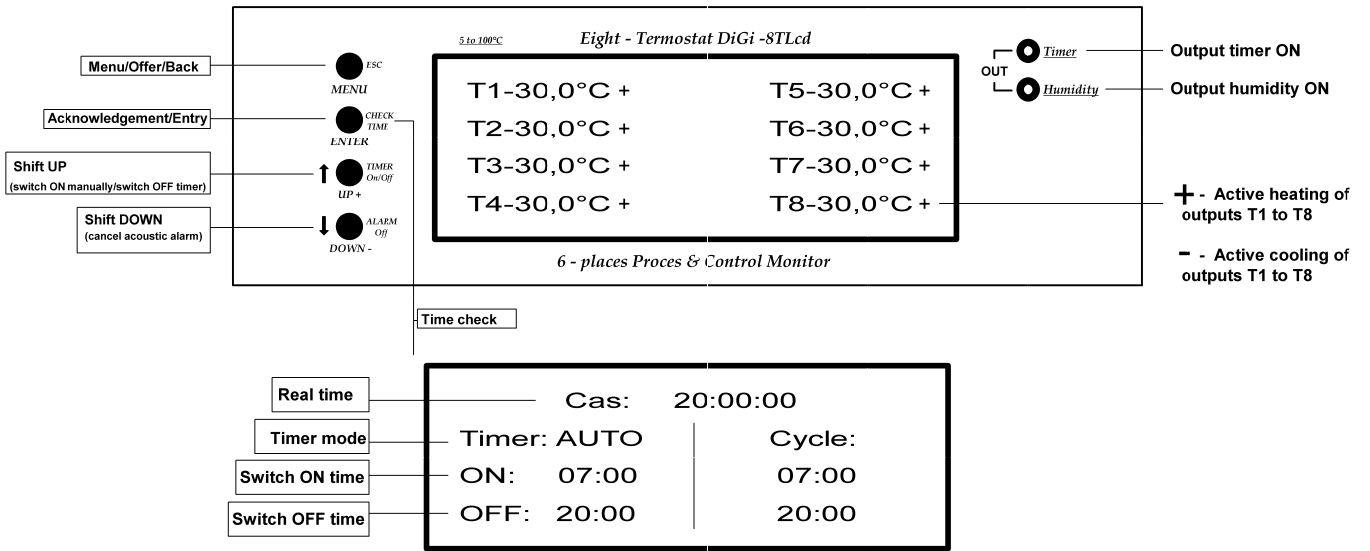 5 to 100°C
Eight - Termostat DiGi -8TLcd
Menu/Offer/Back
ESC
MENU
Acknowledgement/Entry
CHECK
TIME
ENTER
Shift UP
(switch ON manually/switch OFF timer)
TIMER
On/Off
UP +
Shift DOWN
(cancel acoustic alarm)
ALARM
Off
DOWN -
T1-30,0°C + T5-30,0°C +
T2-30,0°C + T6-30,0°C +
T3-30,0°C + T7-30,0°C +
T4-30,0°C + T8-30,0°C +
6 - places Proces & Control Monitor
OUT
Timer
Humidity
Output timer ON
Output humidity ON
+ - Active heating of
outputs T1 to T8
- - Active cooling of
outputs T1 to T8
Time check
Real time
Cas: 20:00:00
Timer mode
Timer: AUTO Cycle:
Switch ON time
ON: 07:00 07:00
Switch OFF time
OFF: 20:00 20:00